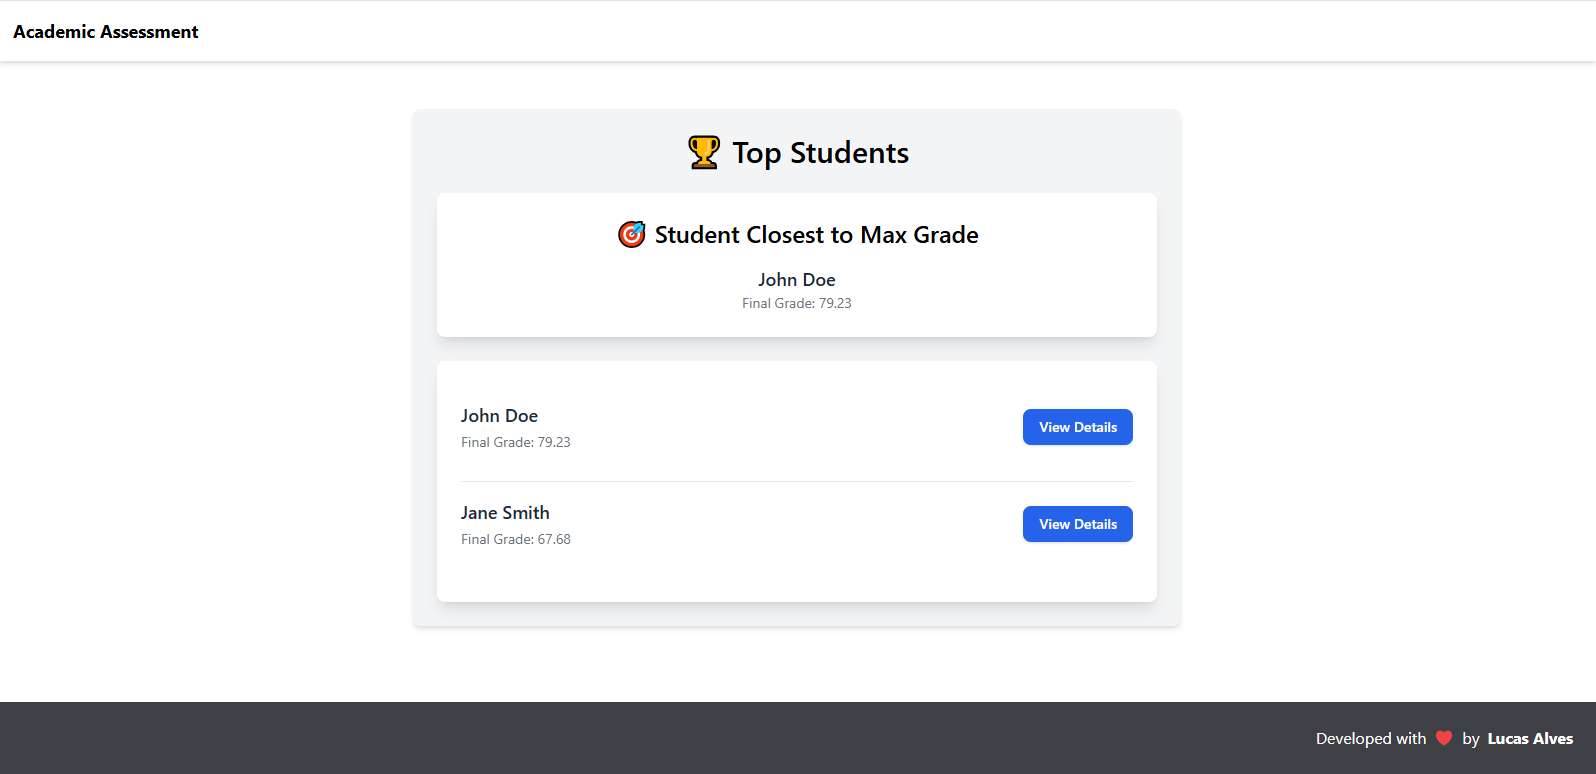 Academic Assessment
🏆 Top Students
🎯 Student Closest to Max Grade
John Doe
Final Grade: 79.23
John Doe
Final Grade: 79.23
View Details
Jane Smith
Final Grade: 67.68
View Details
Developed with ❤️ by Lucas Alves